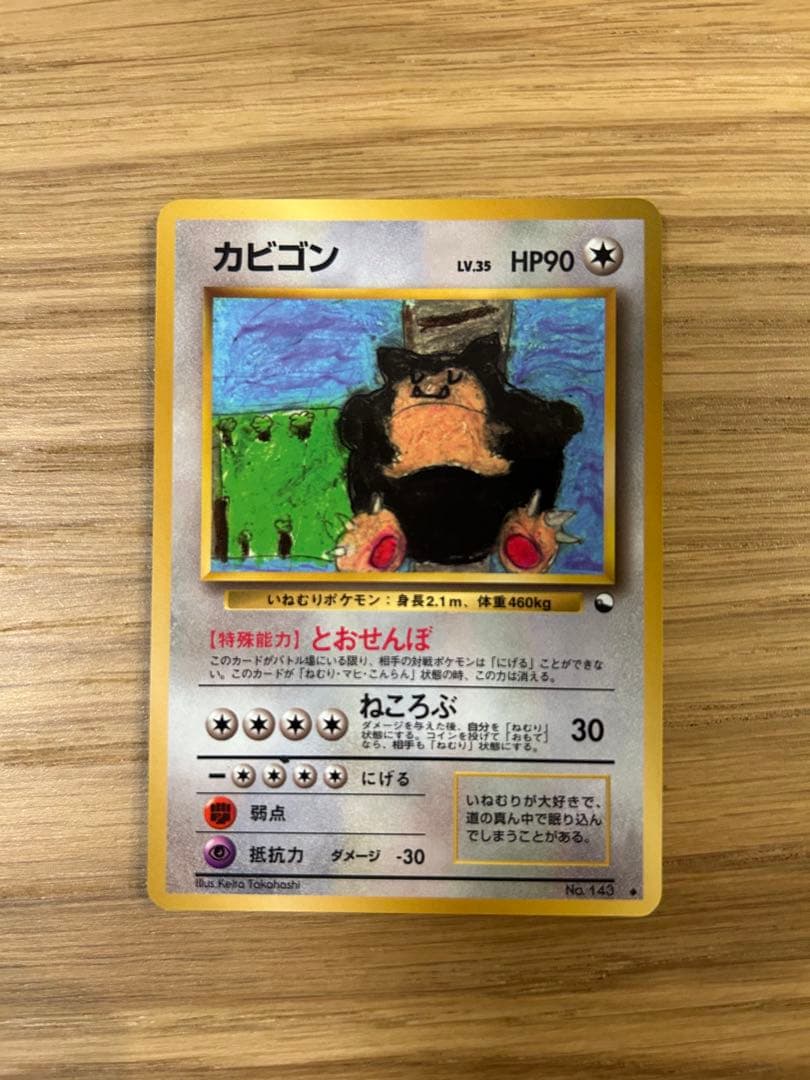 カビゴン LV.35 HP90
いねむりポケモン：身長2.1m、体重460kg
【特殊能力】とおせんぼ
このカードがバトル場にいる限り、相手の対戦ポケモンは「にげる」ことができな
い。このカードが「ねむり・マヒ・こんらん」状態の時、この力は消える。
ねころぶ
ダメージを与えた後、自分を「ねむり」
状態にする。コインを投げて「おもて」
なら、相手も「ねむり」状態にする。
30
にげる
弱点
抵抗力 ダメージ -30
いねむりが大好きで、
道の真ん中で眠り込ん
でしまうことがある。
Illus. Keita Takahashi
No. 143